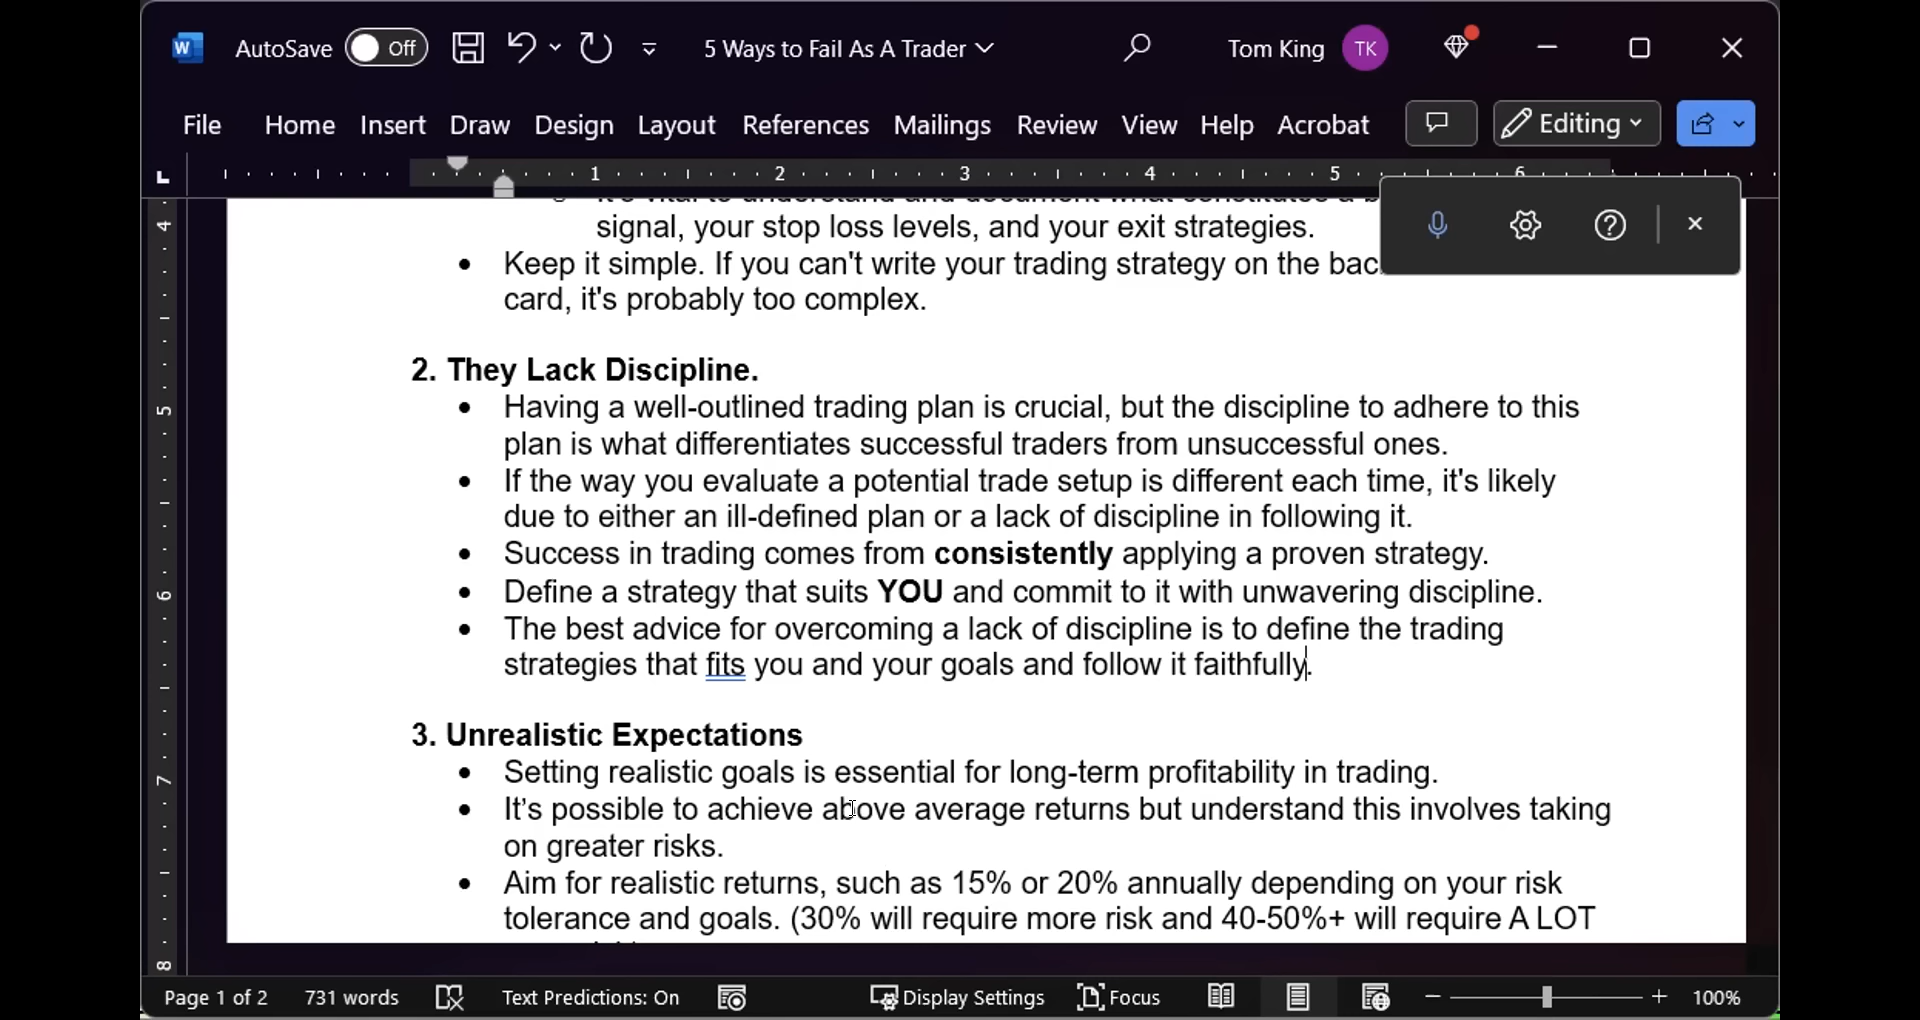 AutoSave Off 5 Ways to Fail As A Trader Tom King TK
File Home Insert Draw Design Layout References Mailings Review View Help Acrobat Editing
1 2 3 4 5 6
signal, your stop loss levels, and your exit strategies.
• Keep it simple. If you can't write your trading strategy on the
card, it's probably too complex.
2. They Lack Discipline.
• Having a well-outlined trading plan is crucial, but the discipline to adhere to this
plan is what differentiates successful traders from unsuccessful ones.
• If the way you evaluate a potential trade setup is different each time, it's likely
due to either an ill-defined plan or a lack of discipline in following it.
• Success in trading comes from consistently applying a proven strategy.
• Define a strategy that suits YOU and commit to it with unwavering discipline.
• The best advice for overcoming a lack of discipline is to define the trading
strategies that fits you and your goals and follow it faithfully.
3. Unrealistic Expectations
• Setting realistic goals is essential for long-term profitability in trading.
• It’s possible to achieve above average returns but understand this involves taking
on greater risks.
• Aim for realistic returns, such as 15% or 20% annually depending on your risk
tolerance and goals. (30% will require more risk and 40-50%+ will require A LOT
4
5
6
7
8
Page 1 of 2 731 words Text Predictions: On Display Settings Focus 100%